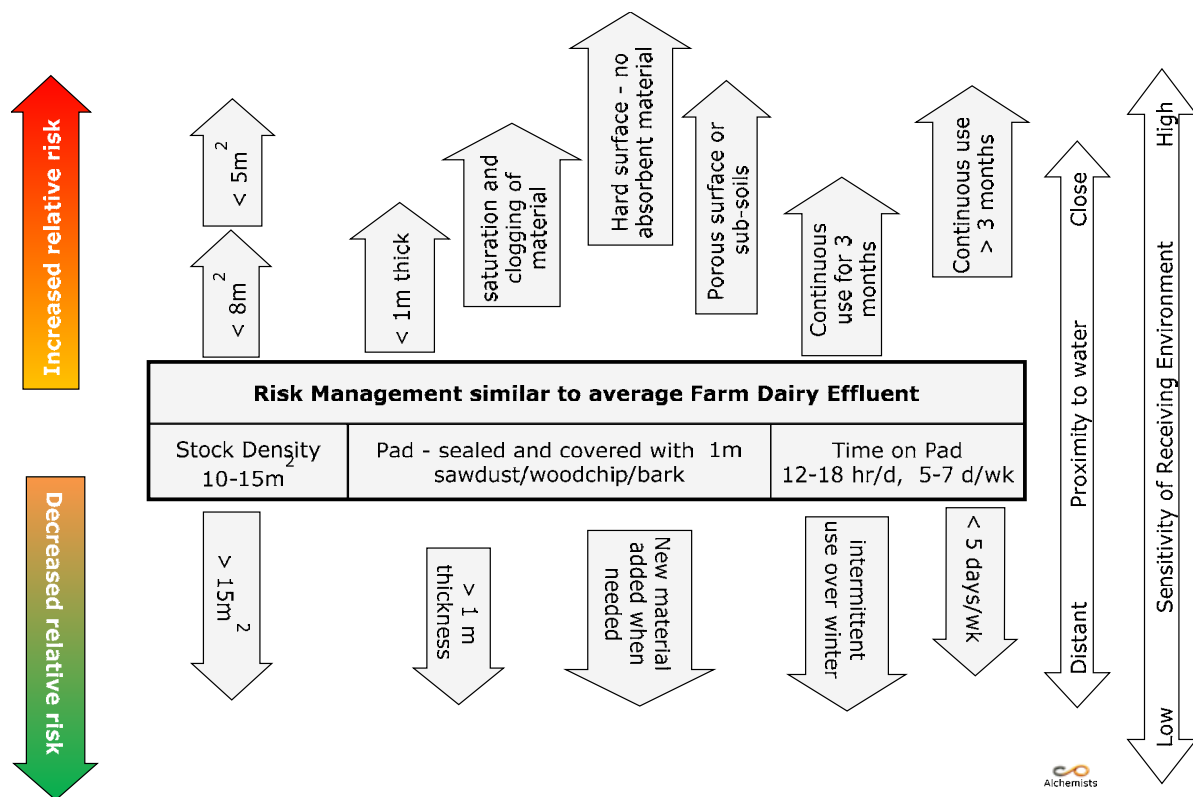 Increased relative risk
Decreased relative risk
< 5m²
< 8m²
< 1m thick
saturation and
clogging of
material
Hard surface - no
absorbent material
Porous surface or
sub-soils
Continuous
use for 3
months
Continuous use
> 3 months
Risk Management similar to average Farm Dairy Effluent
Stock Density
10-15m²
Pad - sealed and covered with 1m
sawdust/woodchip/bark
Time on Pad
12-18 hr/d, 5-7 d/wk
> 15m²
> 1 m
thickness
New material
added when
needed
intermittent
use over winter
< 5 days/wk
Close
Proximity to water
Distant
High
Sensitivity of Receiving Environment
Low
Alchemists